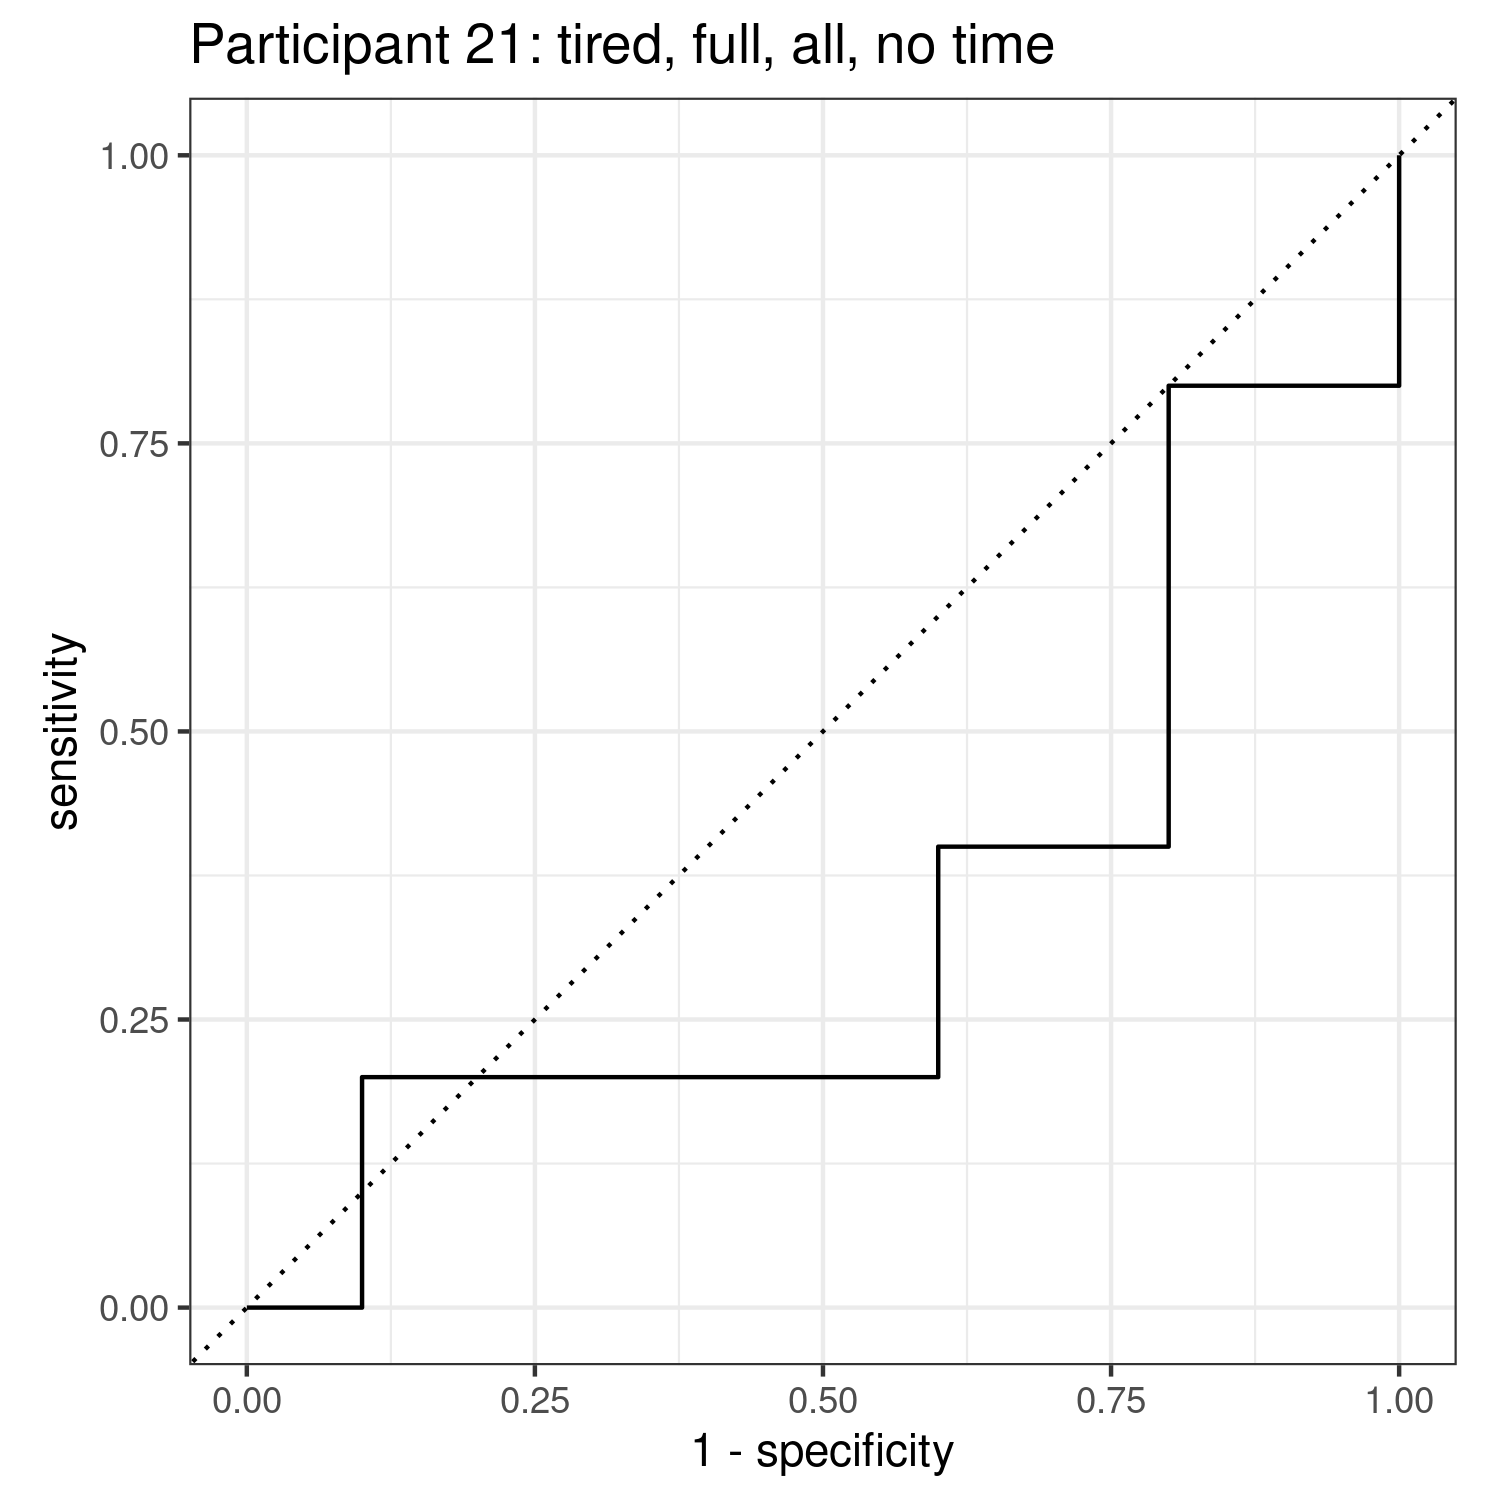 Participant 21: tired, full, all, no time
1.00
0.75
0.50
0.25
0.00
sensitivity
0.00 0.25 0.50 0.75 1.00
1 - specificity